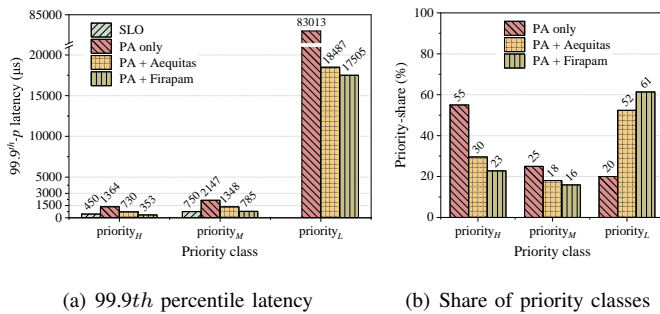 85000
83013
20000
15000
10000
5000
3000
1500
0
99.9th-p latency (μs)
SLO
PA only
PA + Aequitas
PA + Firapam
450
1364
730
353
750
2147
1348
785
18487
17505
priorityH
priorityM
priorityL
Priority class
(a) 99.9th percentile latency
100
80
60
40
20
0
Priority-share (%)
PA only
PA + Aequitas
PA + Firapam
55
30
23
25
18
16
20
52
61
priorityH
priorityM
priorityL
Priority class
(b) Share of priority classes